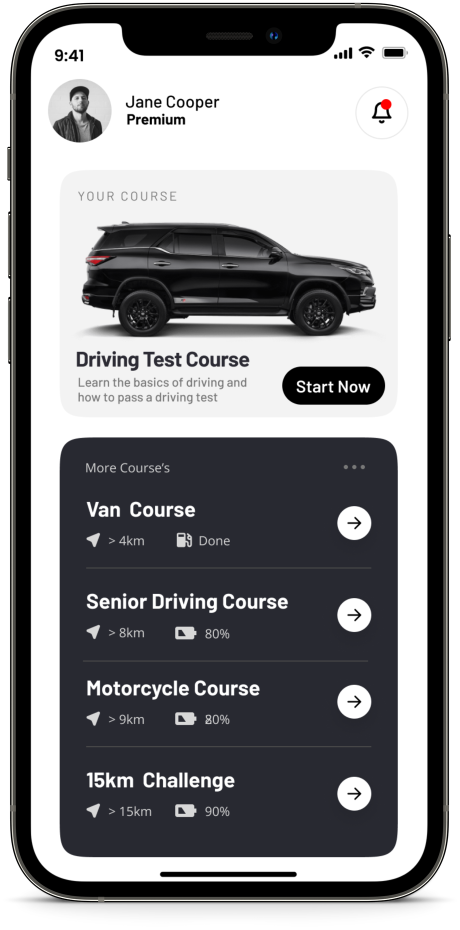 9:41
Jane Cooper
Premium
YOUR COURSE
Driving Test Course
Learn the basics of driving and
how to pass a driving test
Start Now
More Course's
Van Course
> 4km Done
Senior Driving Course
> 8km 80%
Motorcycle Course
> 9km 
15km Challenge
> 15km 90%